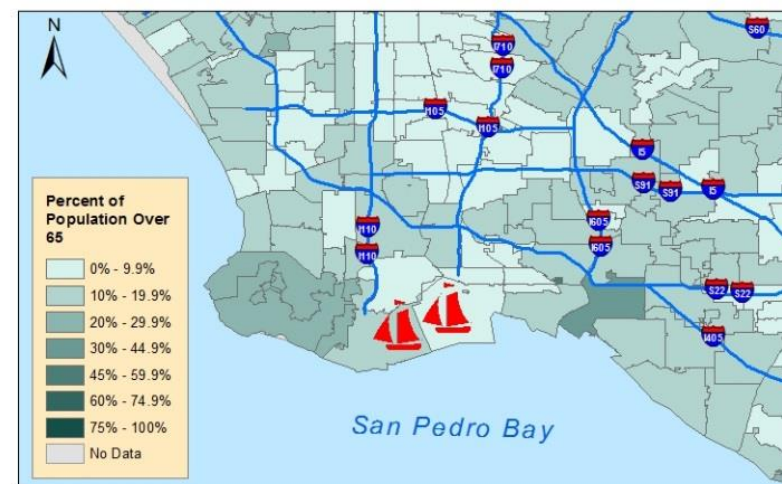 N
S60
I710
I710
I105
I105
I5
S91
S91
I5
I605
I605
I110
I110
S22
S22
I405
Percent of
Population Over
65
0% - 9.9%
10% - 19.9%
20% - 29.9%
30% - 44.9%
45% - 59.9%
60% - 74.9%
75% - 100%
No Data
San Pedro Bay